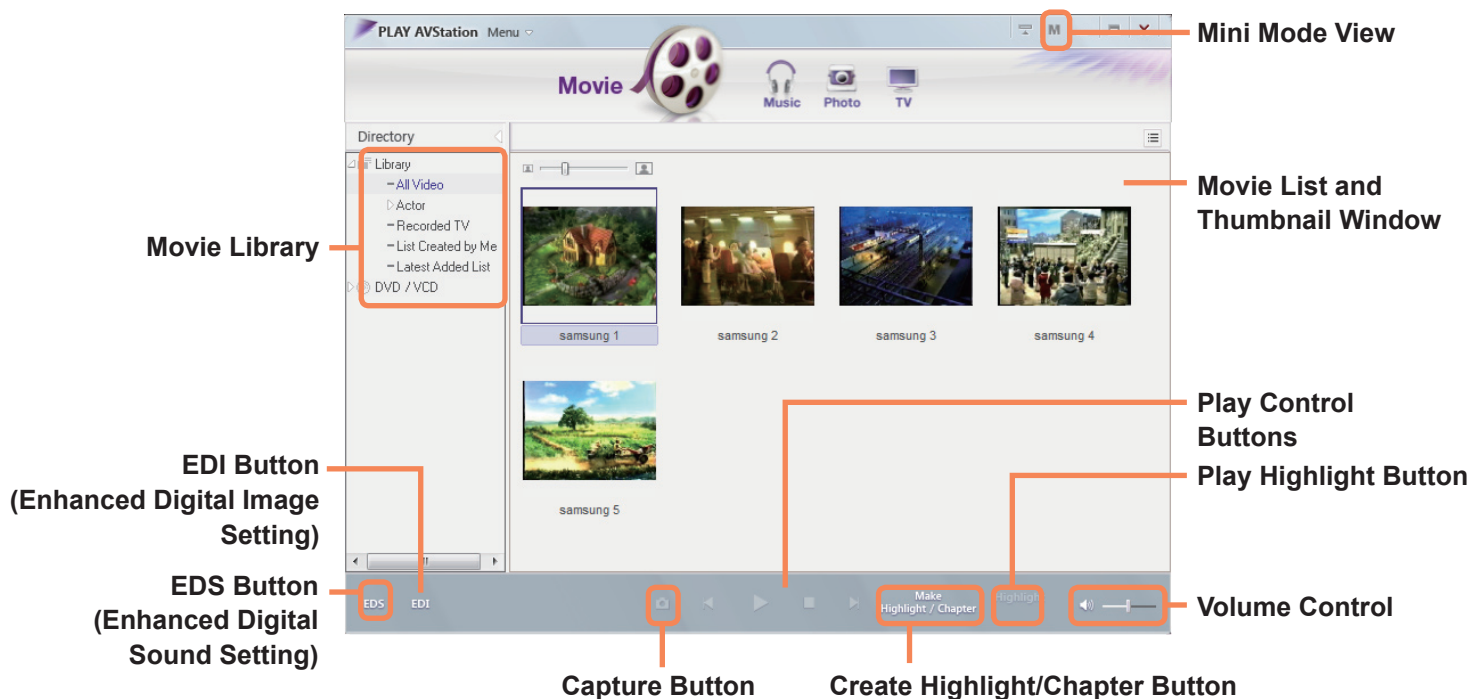 PLAY AVStation Menu
M
Mini Mode View
Movie
Music
Photo
TV
Directory
Library
All Video
Actor
Recorded TV
List Created by Me
Latest Added List
DVD / VCD
Movie Library
Movie List and
Thumbnail Window
samsung 1
samsung 2
samsung 3
samsung 4
samsung 5
Play Control
Buttons
Play Highlight Button
EDI Button
(Enhanced Digital Image
Setting)
EDS Button
(Enhanced Digital
Sound Setting)
EDS
EDI
Make
Highlight / Chapter
Highligh
Volume Control
Capture Button
Create Highlight/Chapter Button